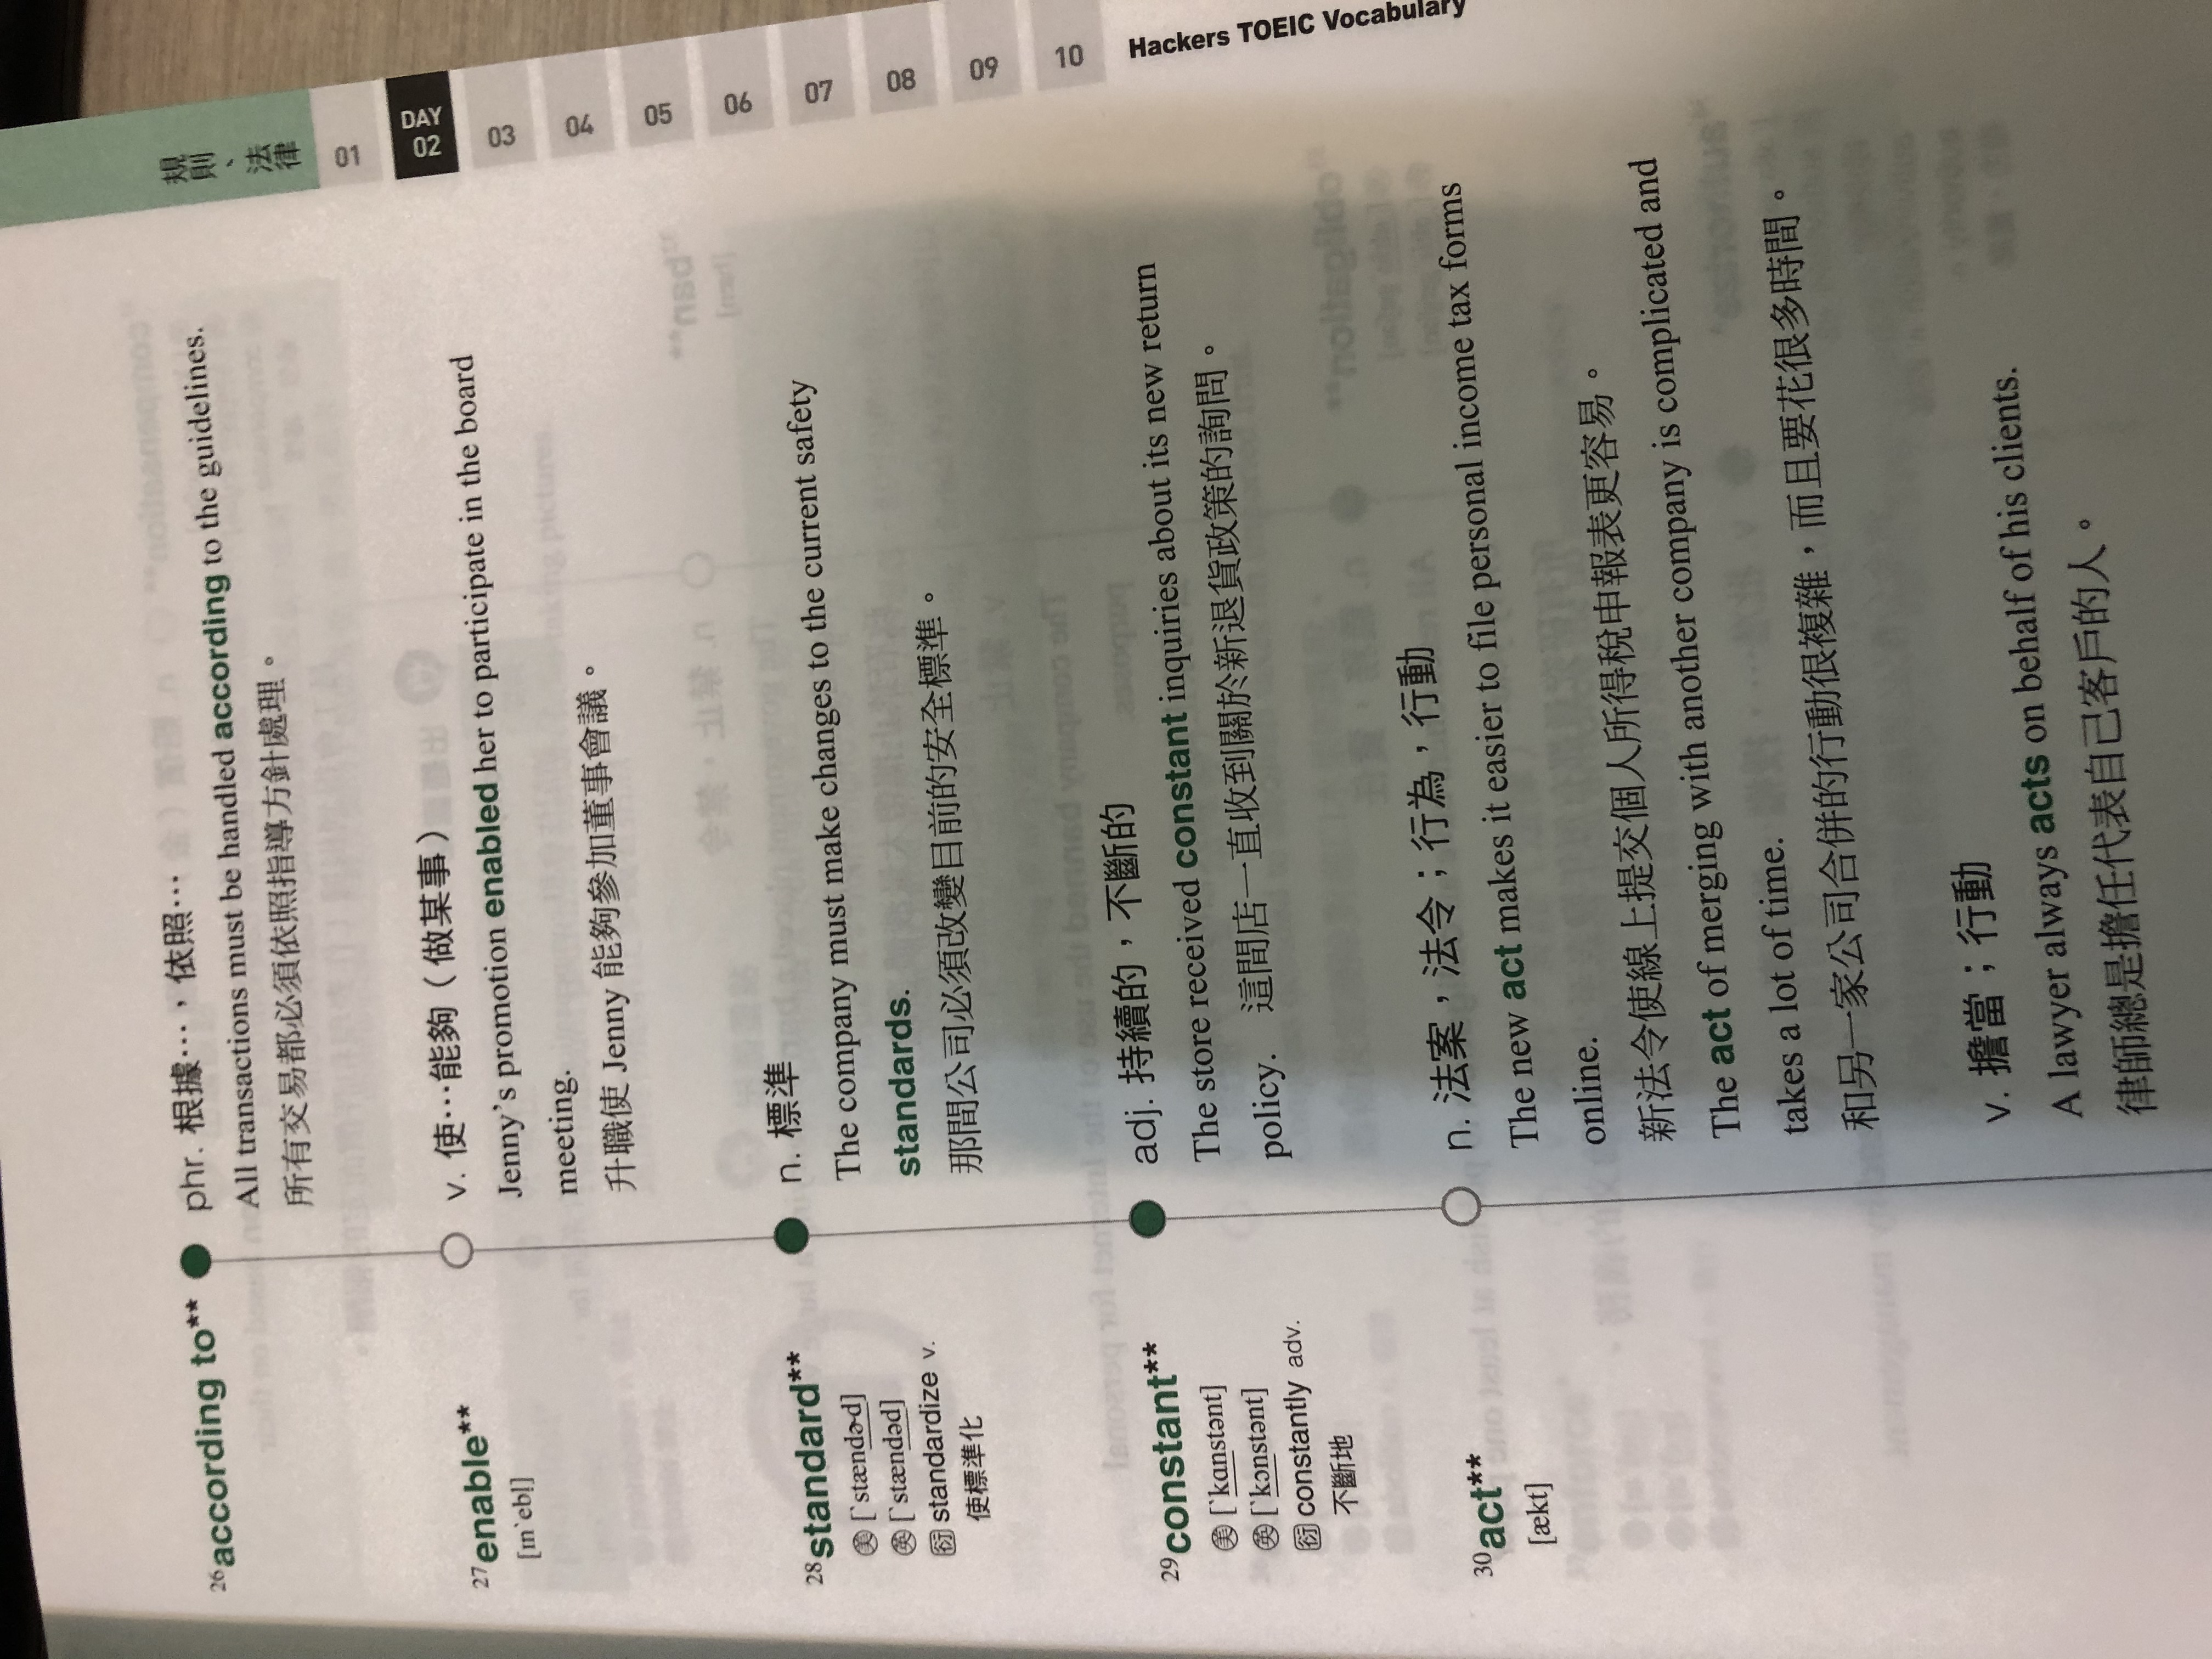 26according to** phr. 根據⋯，依照⋯
All transactions must be handled according to the guidelines.
所有交易都必須依照指導方針處理。
27enable** v. 使⋯能夠（做某事）
[ɪn`ebl̩]
Jenny's promotion enabled her to participate in the board
meeting.
升職使 Jenny 能夠參加董事會議。
28standard** n. 標準
美 [`stændɚd]
英 [`stændəd]
衍 standardize v.
使標準化
The company must make changes to the current safety
standards.
那間公司必須改變目前的安全標準。
29constant** adj. 持續的，不斷的
美 [`kɑnstənt]
英 [`kɔnstənt]
衍 constantly adv.
不斷地
The store received constant inquiries about its new return
policy. 這間店一直收到關於新退貨政策的詢問。
30act** n. 法案，法令；行為，行動
[ækt]
The new act makes it easier to file personal income tax forms
online.
新法令使線上提交個人所得稅申報表更容易。
The act of merging with another company is complicated and
takes a lot of time.
和另一家公司合併的行動很複雜，而且要花很多時間。
v. 擔當；行動
A lawyer always acts on behalf of his clients.
律師總是擔任代表自己客戶的人。
規則、法律
01
DAY
02
03
04
05
06
07
08
09
10
Hackers TOEIC Vocabulary